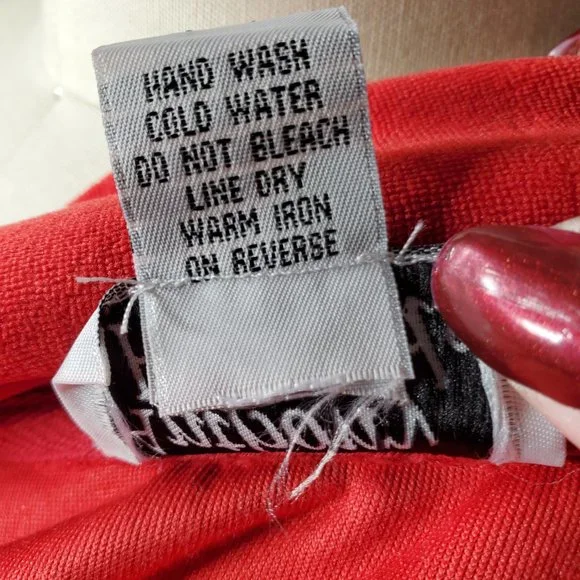 HAND WASH
COLD WATER
DO NOT BLEACH
LINE DRY
WARM IRON
ON REVERSE